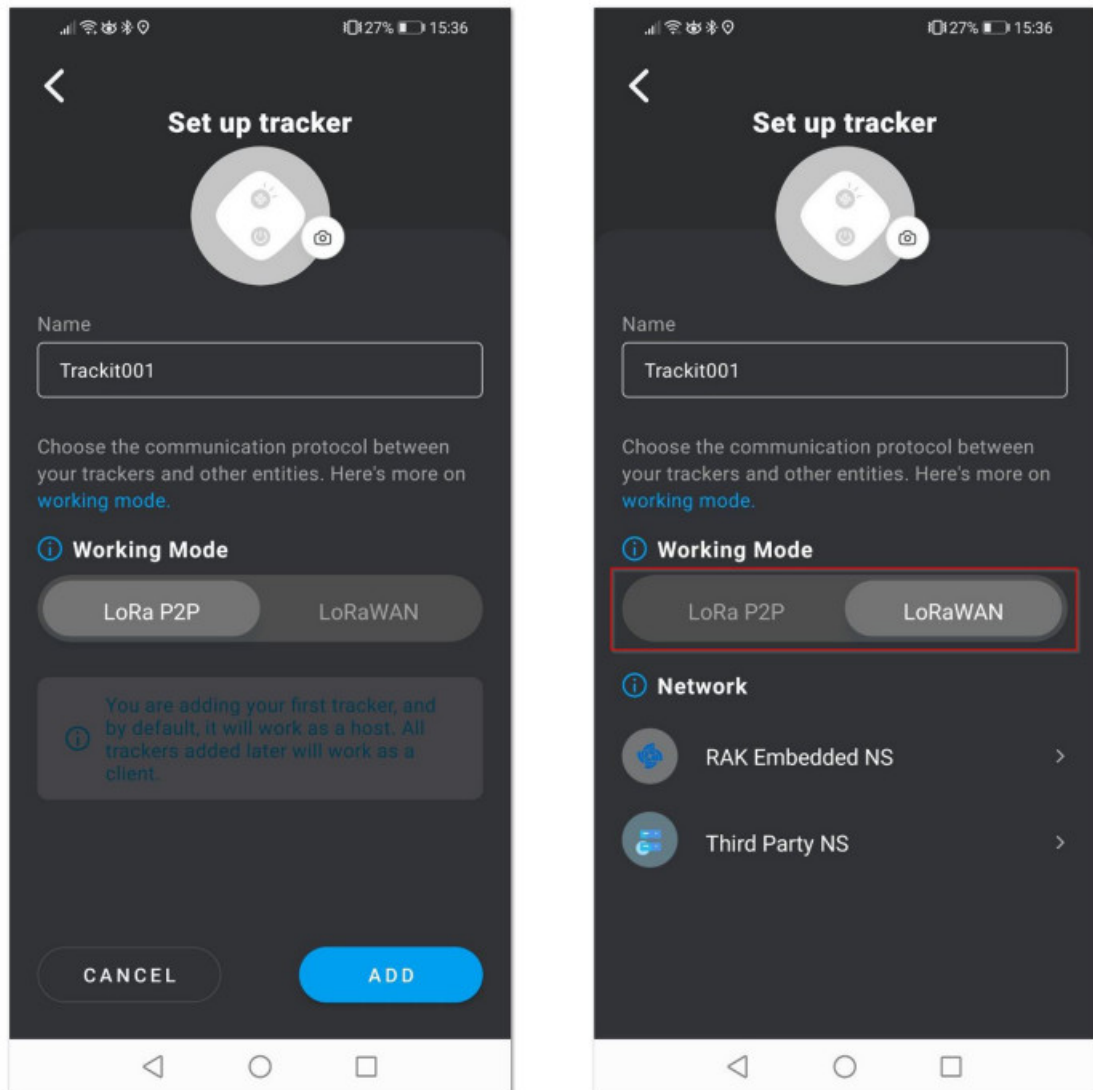 27% 15:36
Set up tracker
Name
Trackit001
Choose the communication protocol between
your trackers and other entities. Here's more on
working mode.
Working Mode
LoRa P2P LoRaWAN
You are adding your first tracker, and
by default, it will work as a host. All
trackers added later will work as a
client.
CANCEL ADD
27% 15:36
Set up tracker
Name
Trackit001
Choose the communication protocol between
your trackers and other entities. Here's more on
working mode.
Working Mode
LoRa P2P LoRaWAN
Network
RAK Embedded NS
Third Party NS